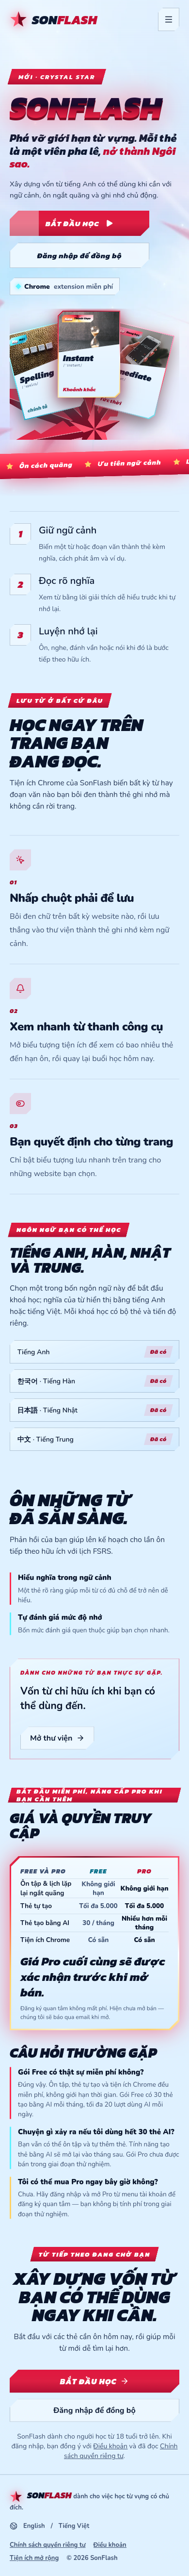 SONFLASH
MỚI · CRYSTAL STAR
SONFLASH
Phá vỡ giới hạn từ vựng. Mỗi thẻ
là một viên pha lê, nở thành Ngôi
sao.
Xây dựng vốn từ tiếng Anh có thể dùng khi cần với
ngữ cảnh, ôn tập ngắt quãng và ghi nhớ chủ động.
BẮT ĐẦU HỌC
Đăng nhập để đồng bộ
Chrome extension miễn phí
Spelling
chính tả
Instant
Khoảnh khắc
Ôn cách quãng
Ưu tiên ngữ cảnh
1
Giữ ngữ cảnh
Biến một từ hoặc đoạn văn thành thẻ kèm
nghĩa, cách phát âm và ví dụ.
2
Đọc rõ nghĩa
Xem từ bằng lời giải thích dễ hiểu trước khi tự
nhớ lại.
3
Luyện nhớ lại
Ôn, nghe, đánh vần hoặc nói khi đó là bước
tiếp theo hữu ích.
LƯU TỪ Ở BẤT CỨ ĐÂU
HỌC NGAY TRÊN
TRANG BẠN
ĐANG ĐỌC.
Tiện ích Chrome của SonFlash biến bất kỳ từ hay
đoạn văn nào bạn bôi đen thành thẻ ghi nhớ mà
không cần rời trang.
01
Nhấp chuột phải để lưu
Bôi đen chữ trên bất kỳ website nào, rồi lưu
thẳng vào thư viện thành thẻ ghi nhớ kèm ngữ
cảnh.
02
Xem nhanh từ thanh công cụ
Mở biểu tượng tiện ích để xem có bao nhiêu thẻ
đến hạn ôn, rồi quay lại buổi học hôm nay.
03
Bạn quyết định cho từng trang
Chỉ bật biểu tượng lưu nhanh trên trang cho
những website bạn chọn.
NGÔN NGỮ BẠN CÓ THỂ HỌC
TIẾNG ANH, HÀN, NHẬT
VÀ TRUNG.
Chọn một trong bốn ngôn ngữ này để bắt đầu
khoá học; nghĩa của từ hiển thị bằng tiếng Anh
hoặc tiếng Việt. Mỗi khoá học có bộ thẻ và tiến độ
riêng.
Tiếng Anh
Đã có
한국어 · Tiếng Hàn
Đã có
日本語 · Tiếng Nhật
Đã có
中文 · Tiếng Trung
Đã có
ÔN NHỮNG TỪ
ĐÃ SẴN SÀNG.
Phản hồi của bạn giúp lên kế hoạch cho lần ôn
tiếp theo hữu ích với lịch FSRS.
Hiểu nghĩa trong ngữ cảnh
Một thẻ rõ ràng giúp mỗi từ có đủ chỗ để trở nên dễ
hiểu.
Tự đánh giá mức độ nhớ
Bốn mức đánh giá quen thuộc giúp bạn chọn nhanh.
DÀNH CHO NHỮNG TỪ BẠN THỰC SỰ GẶP.
Vốn từ chỉ hữu ích khi bạn có
thể dùng đến.
Mở thư viện
BẮT ĐẦU MIỄN PHÍ, NÂNG CẤP PRO KHI
BẠN CẦN THÊM
GIÁ VÀ QUYỀN TRUY
CẬP
FREE VÀ PRO
FREE
PRO
Ôn tập & lịch lặp
lại ngắt quãng
Không giới
hạn
Không giới hạn
Thẻ tự tạo
Tối đa 5.000
Tối đa 5.000
Thẻ tạo bằng AI
30 / tháng
Nhiều hơn mỗi
tháng
Tiện ích Chrome
Có sẵn
Có sẵn
Giá Pro cuối cùng sẽ được
xác nhận trước khi mở
bán.
Đăng ký quan tâm không mất phí. Hiện chưa mở bán —
chúng tôi sẽ báo qua email khi mở.
CÂU HỎI THƯỜNG GẶP
Gói Free có thật sự miễn phí không?
Đúng vậy. Ôn tập, thẻ tự tạo và tiện ích Chrome đều
miễn phí, không giới hạn thời gian. Gói Free có 30 thẻ
tạo bằng AI mỗi tháng, tối đa 20 lượt dùng AI mỗi
ngày.
Chuyện gì xảy ra nếu tôi dùng hết 30 thẻ AI?
Bạn vẫn có thể ôn tập và tự thêm thẻ. Tính năng tạo
thẻ bằng AI sẽ mở lại vào tháng sau. Gói Pro chưa được
bán trong giai đoạn thử nghiệm.
Tôi có thể mua Pro ngay bây giờ không?
Chưa. Hãy đăng nhập và mở Pro từ menu tài khoản để
đăng ký quan tâm — bạn không bị tính phí trong giai
đoạn thử nghiệm.
TỪ TIẾP THEO ĐANG CHỜ BẠN
XÂY DỰNG VỐN TỪ
BẠN CÓ THỂ DÙNG
NGAY KHI CẦN.
Bắt đầu với các thẻ cần ôn hôm nay, rồi giúp mỗi
từ mới dễ tìm lại hơn.
BẮT ĐẦU HỌC
Đăng nhập để đồng bộ
SonFlash dành cho người học từ 18 tuổi trở lên. Khi
đăng nhập, bạn đồng ý với Điều khoản và đã đọc Chính
sách quyền riêng tư.
SONFLASH dành cho việc học từ vựng có chủ
đích.
English / Tiếng Việt
Chính sách quyền riêng tư Điều khoản
Tiện ích mở rộng © 2026 SonFlash